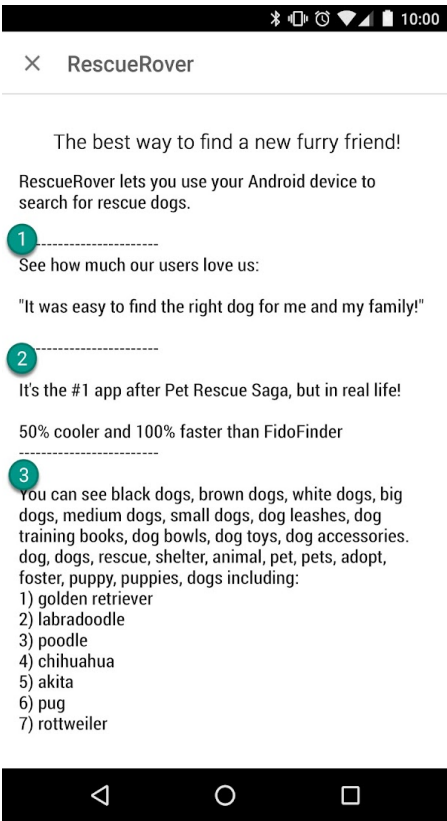 10:00
RescueRover
The best way to find a new furry friend!
RescueRover lets you use your Android device to
search for rescue dogs.
1
-----------------------
See how much our users love us:
"It was easy to find the right dog for me and my family!"
2
-----------------------
It's the #1 app after Pet Rescue Saga, but in real life!
50% cooler and 100% faster than FidoFinder
-------------------------
3
You can see black dogs, brown dogs, white dogs, big
dogs, medium dogs, small dogs, dog leashes, dog
training books, dog bowls, dog toys, dog accessories.
dog, dogs, rescue, shelter, animal, pet, pets, adopt,
foster, puppy, puppies, dogs including:
1) golden retriever
2) labradoodle
3) poodle
4) chihuahua
5) akita
6) pug
7) rottweiler